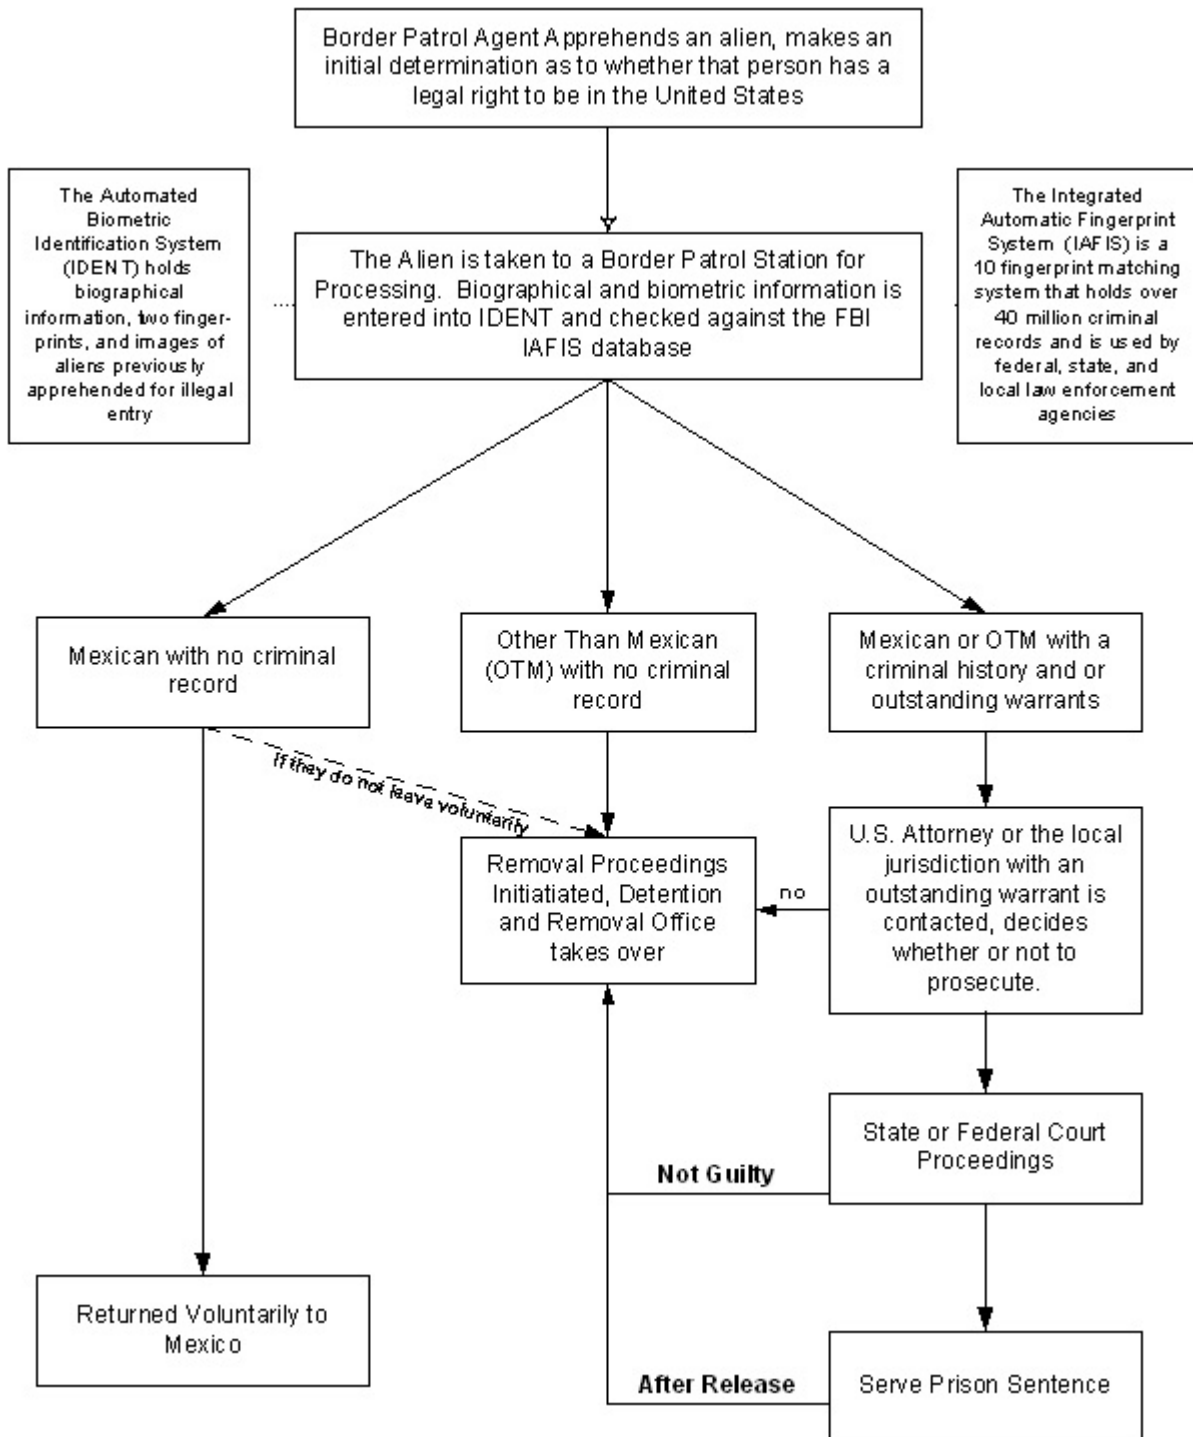 Border Patrol Agent Apprehends an alien, makes an
initial determination as to whether that person has a
legal right to be in the United States
The Automated
Biometric
Identification System
(IDENT) holds
biographical
information, two finger-
prints, and images of
aliens previously
apprehended for illegal
entry
The Alien is taken to a Border Patrol Station for
Processing. Biographical and biometric information is
entered into IDENT and checked against the FBI
IAFIS database
The Integrated
Automatic Fingerprint
System (IAFIS) is a
10 fingerprint matching
system that holds over
40 million criminal
records and is used by
federal, state, and
local law enforcement
agencies
Mexican with no criminal
record
Other Than Mexican
(OTM) with no criminal
record
Mexican or OTM with a
criminal history and or
outstanding warrants
If they do not leave voluntarily
Removal Proceedings
Initiatiated, Detention
and Removal Office
takes over
no
U.S. Attorney or the local
jurisdiction with an
outstanding warrant is
contacted, decides
whether or not to
prosecute.
State or Federal Court
Proceedings
Not Guilty
Returned Voluntarily to
Mexico
After Release
Serve Prison Sentence